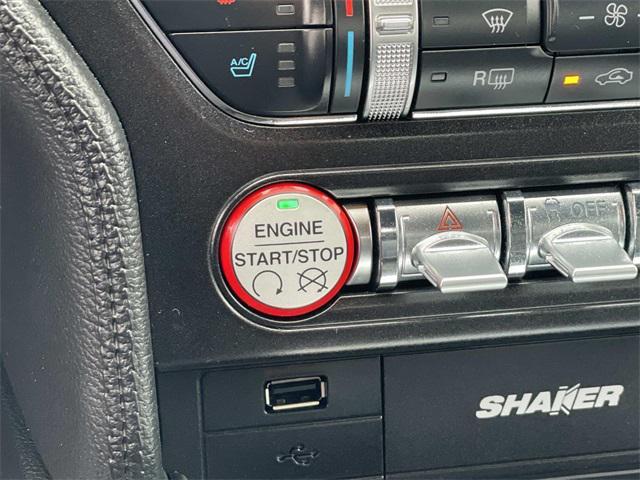 A/C
R
ENGINE
START/STOP
OFF
SHAKER